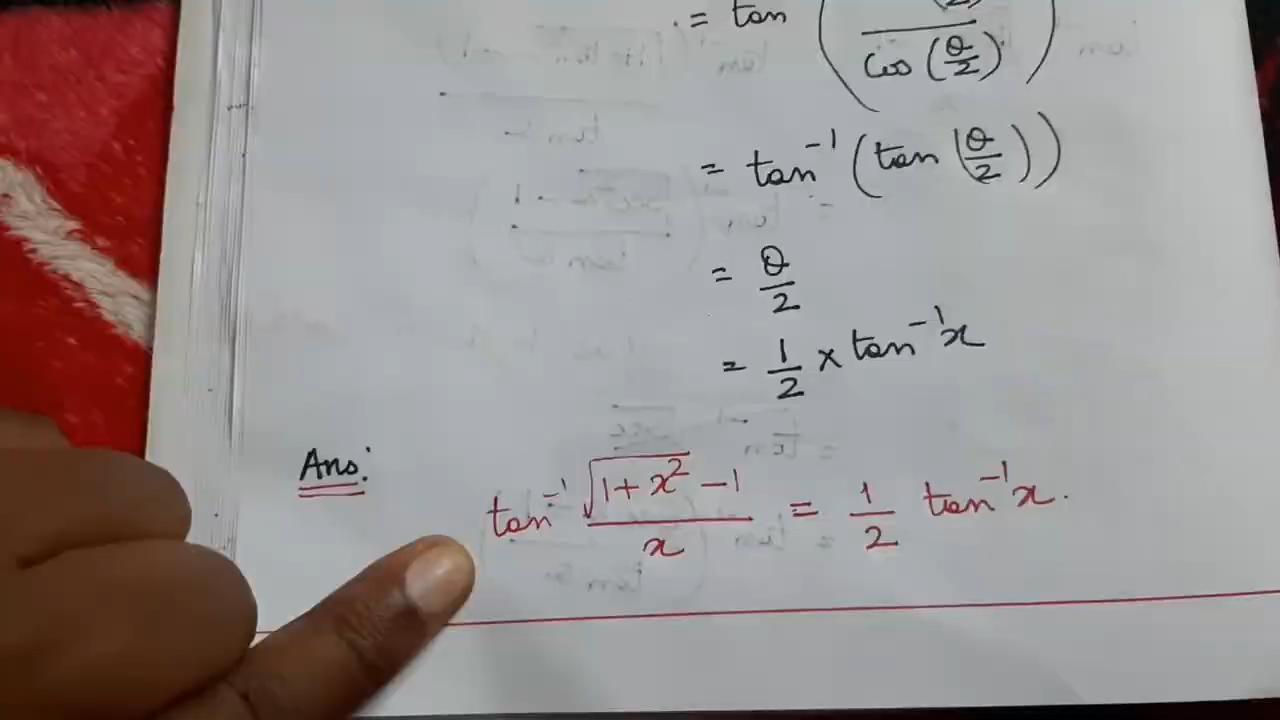 = tan
cos (θ/2)
= tan⁻¹ (tan (θ/2))
= θ/2
= 1/2 × tan⁻¹x
Ans:
tan⁻¹ (√(1+x²) −1)/x = 1/2 tan⁻¹x.